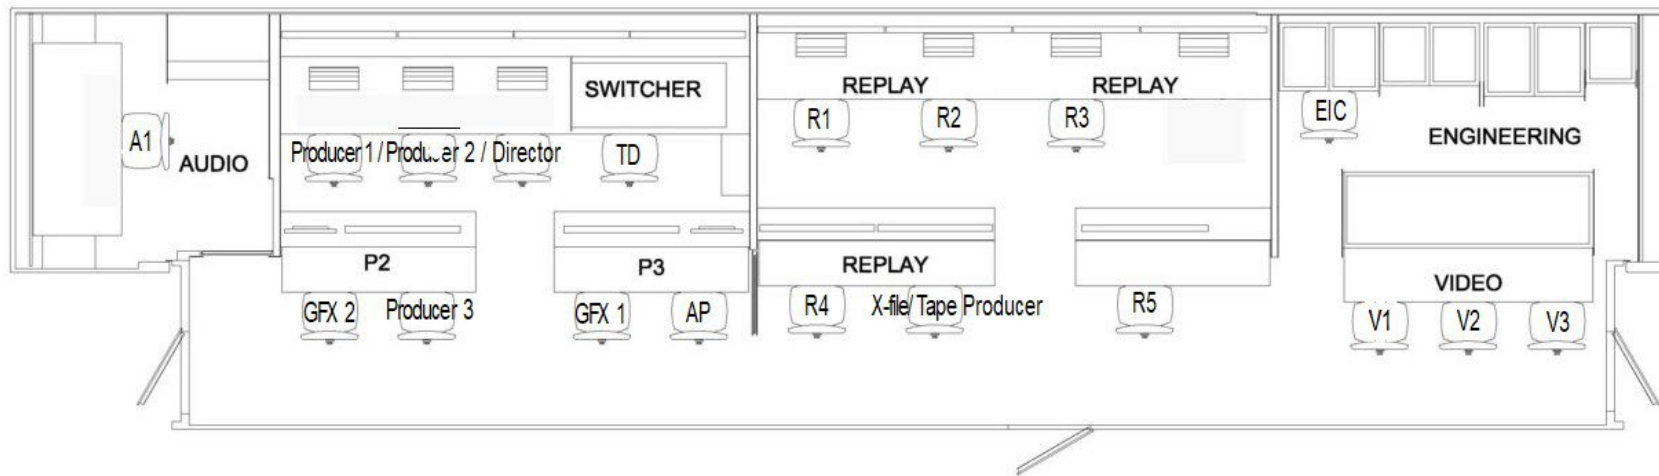 A1
AUDIO
SWITCHER
Producer 1 / Producer 2 / Director
TD
P2
P3
GFX 2
Producer 3
GFX 1
AP
REPLAY
REPLAY
R1
R2
R3
REPLAY
R4
X-file/ Tape Producer
R5
EIC
ENGINEERING
VIDEO
V1
V2
V3